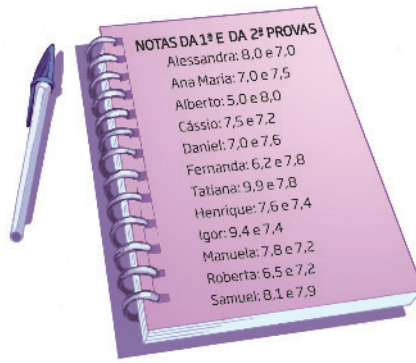 NOTAS DA 1ª E DA 2ª PROVAS
Alessandra: 8,0 e 7,0
Ana Maria: 7,0 e 7,5
Alberto: 5,0 e 8,0
Cássio: 7,5 e 7,2
Daniel: 7,0 e 7,6
Fernanda: 6,2 e 7,8
Tatiana: 9,9 e 7,8
Henrique: 7,6 e 7,4
Igor: 9,4 e 7,4
Manuela: 7,8 e 7,2
Roberta: 6,5 e 7,2
Samuel: 8,1 e 7,9